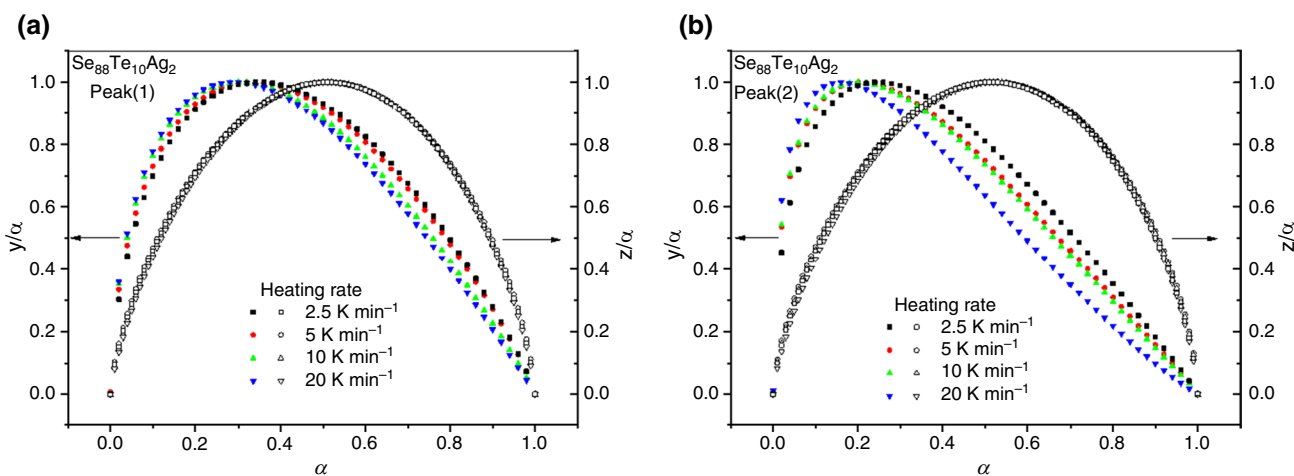 (a)
Se₈₈Te₁₀Ag₂
Peak(1)
1.0
0.8
0.6
0.4
0.2
0.0
y/α
1.0
0.8
0.6
0.4
0.2
0.0
z/α
Heating rate
2.5 K min⁻¹
5 K min⁻¹
10 K min⁻¹
20 K min⁻¹
0.0 0.2 0.4 0.6 0.8 1.0
α
(b)
Se₈₈Te₁₀Ag₂
Peak(2)
1.0
0.8
0.6
0.4
0.2
0.0
y/α
1.0
0.8
0.6
0.4
0.2
0.0
z/α
Heating rate
2.5 K min⁻¹
5 K min⁻¹
10 K min⁻¹
20 K min⁻¹
0.0 0.2 0.4 0.6 0.8 1.0
α